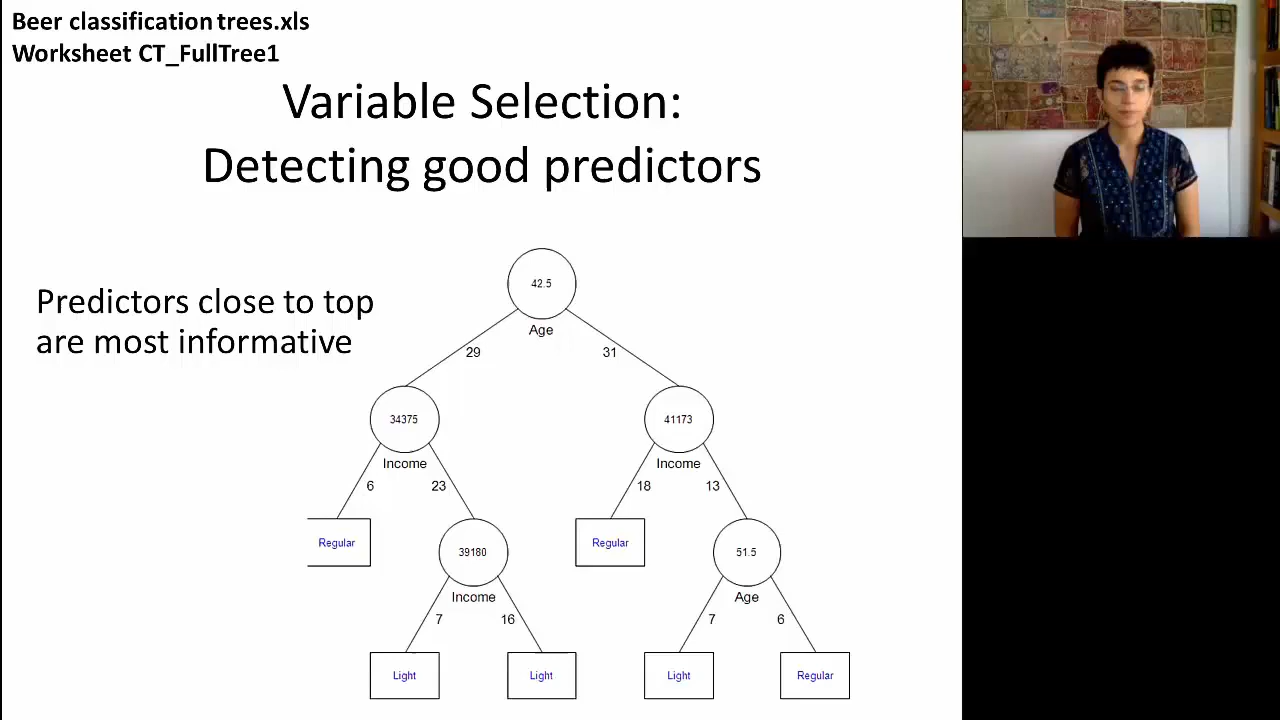 Beer classification trees.xls
Worksheet CT_FullTree1
Variable Selection:
Detecting good predictors
Predictors close to top
are most informative
42.5
Age
29
31
34375
41173
Income
Income
6
23
18
13
Regular
39180
Regular
51.5
Income
Age
7
16
7
6
Light
Light
Light
Regular